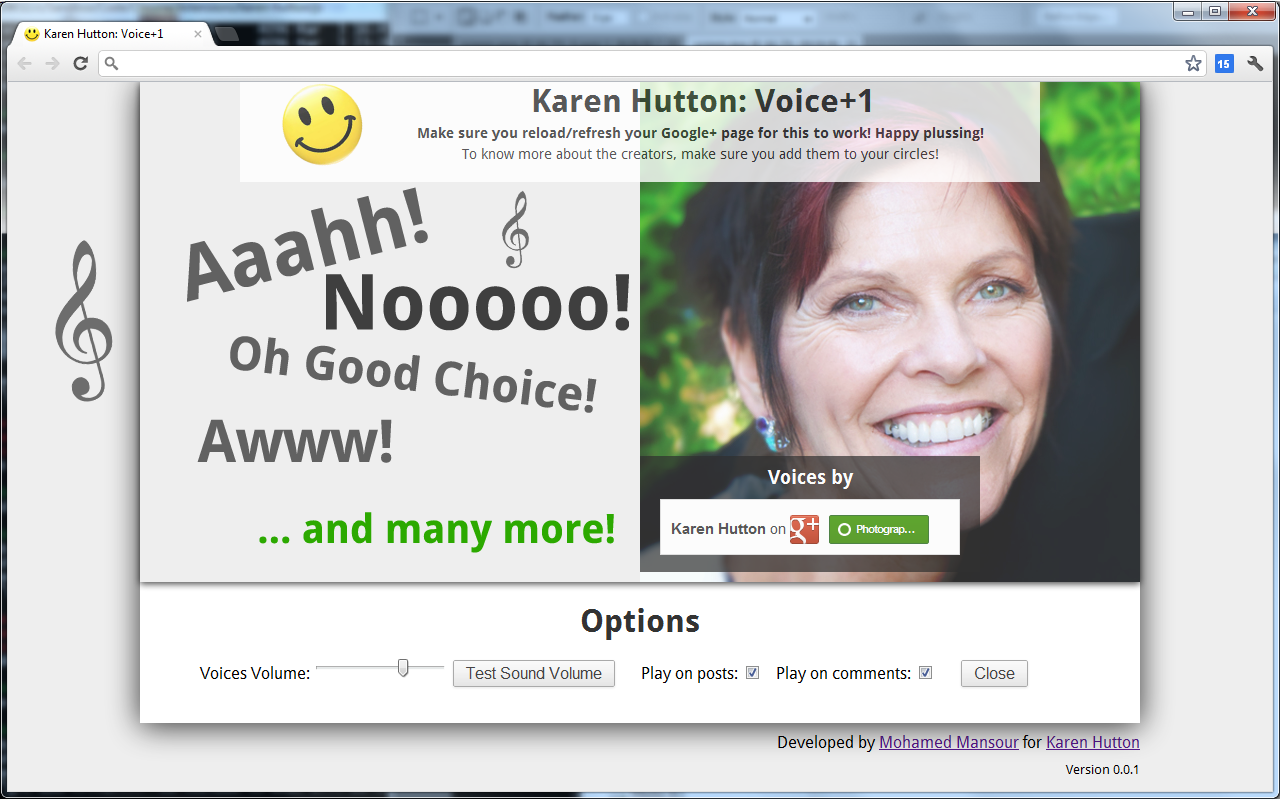 Karen Hutton: Voice+1
15
Karen Hutton: Voice+1
Make sure you reload/refresh your Google+ page for this to work! Happy plussing!
To know more about the creators, make sure you add them to your circles!
Aaahh!
Nooooo!
Oh Good Choice!
Awww!
... and many more!
Voices by
Karen Hutton on g+ Photograp...
Options
Voices Volume: Test Sound Volume Play on posts: Play on comments: Close
Developed by Mohamed Mansour for Karen Hutton
Version 0.0.1